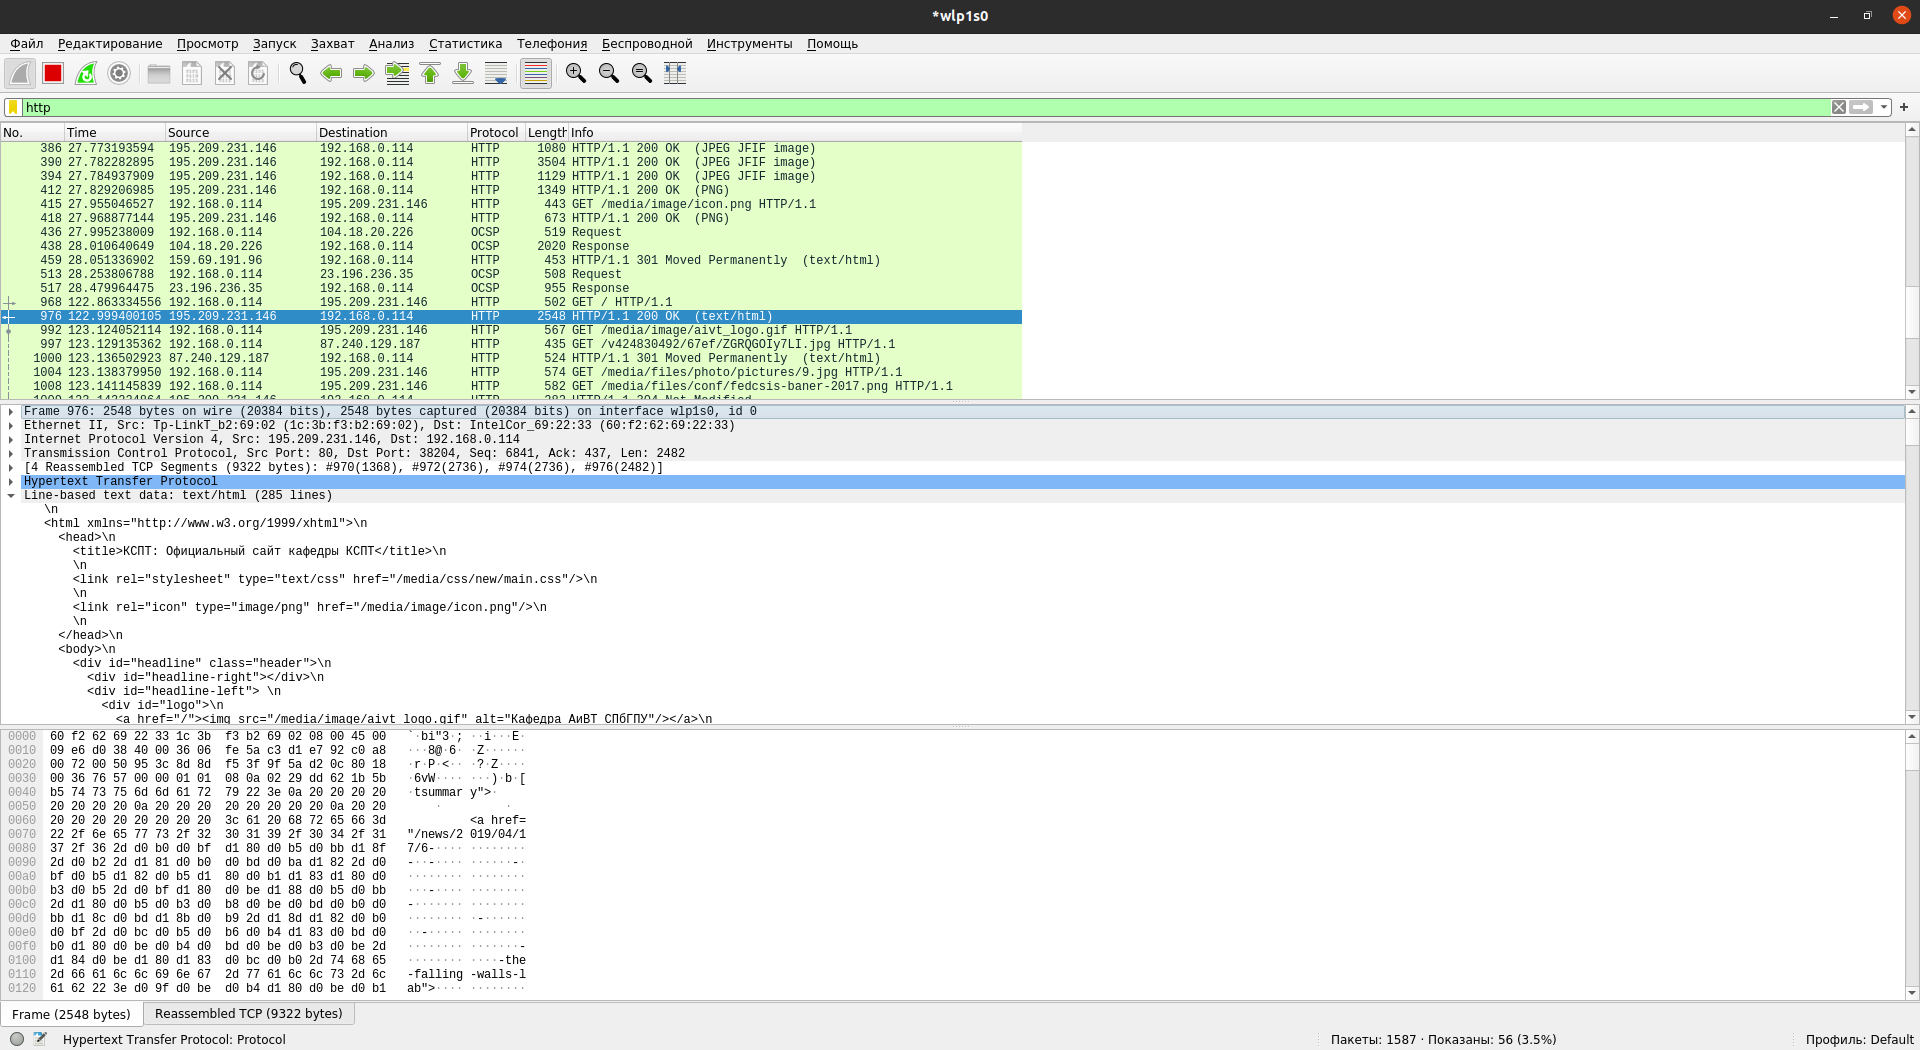 *wlp1s0
Файл Редактирование Просмотр Запуск Захват Анализ Статистика Телефония Беспроводной Инструменты Помощь
http
No. Time Source Destination Protocol Length Info
386 27.773193594 195.209.231.146 192.168.0.114 HTTP 1080 HTTP/1.1 200 OK (JPEG JFIF image)
390 27.782282895 195.209.231.146 192.168.0.114 HTTP 3504 HTTP/1.1 200 OK (JPEG JFIF image)
394 27.784937909 195.209.231.146 192.168.0.114 HTTP 1129 HTTP/1.1 200 OK (JPEG JFIF image)
412 27.829206985 195.209.231.146 192.168.0.114 HTTP 1349 HTTP/1.1 200 OK (PNG)
415 27.955046527 192.168.0.114 195.209.231.146 HTTP 443 GET /media/image/icon.png HTTP/1.1
418 27.968877144 195.209.231.146 192.168.0.114 HTTP 673 HTTP/1.1 200 OK (PNG)
436 27.995238009 192.168.0.114 104.18.20.226 OCSP 519 Request
438 28.010640649 104.18.20.226 192.168.0.114 OCSP 2020 Response
459 28.051336902 159.69.191.96 192.168.0.114 HTTP 453 HTTP/1.1 301 Moved Permanently (text/html)
513 28.253806788 192.168.0.114 23.196.236.35 OCSP 508 Request
517 28.479964475 23.196.236.35 192.168.0.114 OCSP 955 Response
968 122.863334556 192.168.0.114 195.209.231.146 HTTP 502 GET / HTTP/1.1
976 122.999400105 195.209.231.146 192.168.0.114 HTTP 2548 HTTP/1.1 200 OK (text/html)
992 123.124052114 192.168.0.114 195.209.231.146 HTTP 567 GET /media/image/aivt_logo.gif HTTP/1.1
997 123.129135362 192.168.0.114 87.240.129.187 HTTP 435 GET /v424830492/67ef/ZGRQGOIy7LI.jpg HTTP/1.1
1000 123.136502923 87.240.129.187 192.168.0.114 HTTP 524 HTTP/1.1 301 Moved Permanently (text/html)
1004 123.138379950 192.168.0.114 195.209.231.146 HTTP 574 GET /media/files/photo/pictures/9.jpg HTTP/1.1
1008 123.141145839 192.168.0.114 195.209.231.146 HTTP 582 GET /media/files/conf/fedcsis-baner-2017.png HTTP/1.1
Frame 976: 2548 bytes on wire (20384 bits), 2548 bytes captured (20384 bits) on interface wlp1s0, id 0
Ethernet II, Src: Tp-LinkT_b2:69:02 (1c:3b:f3:b2:69:02), Dst: IntelCor_69:22:33 (60:f2:62:69:22:33)
Internet Protocol Version 4, Src: 195.209.231.146, Dst: 192.168.0.114
Transmission Control Protocol, Src Port: 80, Dst Port: 38204, Seq: 6841, Ack: 437, Len: 2482
[4 Reassembled TCP Segments (9322 bytes): #970(1368), #972(2736), #974(2736), #976(2482)]
Hypertext Transfer Protocol
Line-based text data: text/html (285 lines)
\n
<html xmlns="http://www.w3.org/1999/xhtml">\n
<head>\n
<title>КСПТ: Официальный сайт кафедры КСПТ</title>\n
\n
<link rel="stylesheet" type="text/css" href="/media/css/new/main.css"/>\n
\n
<link rel="icon" type="image/png" href="/media/image/icon.png"/>\n
\n
</head>\n
<body>\n
<div id="headline" class="header">\n
<div id="headline-right"></div>\n
<div id="headline-left"> \n
<div id="logo">\n
<a href="/"><img src="/media/image/aivt_logo.gif" alt="Кафедра АиВТ СПбГПУ"/></a>\n
0000 60 f2 62 69 22 33 1c 3b f3 b2 69 02 08 00 45 00 `·bi"3·; ··i···E·
0010 09 e6 d0 38 40 00 36 06 fe 5a c3 d1 e7 92 c0 a8 ···8@·6· ·Z······
0020 00 72 00 50 95 3c 8d 8d f5 3f 9f 5a d2 0c 80 18 ·r·P·<·· ·?·Z····
0030 00 36 76 57 00 00 01 01 08 0a 02 29 dd 62 1b 5b ·6vW···· ···)·b·[
0040 b5 74 73 75 6d 6d 61 72 79 22 3e 0a 20 20 20 20 ·tsummar y">·
0050 20 20 20 20 0a 20 20 20 20 20 20 20 20 0a 20 20 · ·
0060 20 20 20 20 20 20 20 20 3c 61 20 68 72 65 66 3d <a href=
0070 22 2f 6e 65 77 73 2f 32 30 31 39 2f 30 34 2f 31 "/news/2 019/04/1
0080 37 2f 36 2d d0 b0 d0 bf d1 80 d0 b5 d0 bb d1 8f 7/6-···· ········
0090 2d d0 b2 2d d1 81 d0 b0 d0 bd d0 ba d1 82 2d d0 -··-···· ······-·
00a0 bf d0 b5 d1 82 d0 b5 d1 80 d0 b1 d1 83 d1 80 d0 ········ ········
00b0 b3 d0 b5 2d d0 bf d1 80 d0 be d1 88 d0 b5 d0 bb ···-···· ········
00c0 2d d1 80 d0 b5 d0 b3 d0 b8 d0 be d0 bd d0 b0 d0 -······· ········
00d0 bb d1 8c d0 bd d1 8b d0 b9 2d d1 8d d1 82 d0 b0 ········ ·-······
00e0 d0 bf 2d d0 bc d0 b5 d0 b6 d0 b4 d1 83 d0 bd d0 ··-····· ········
00f0 b0 d1 80 d0 be d0 b4 d0 bd d0 be d0 b3 d0 be 2d ········ ·······-
0100 d1 84 d0 be d1 80 d1 83 d0 bc d0 b0 2d 74 68 65 ········ ····-the
0110 2d 66 61 6c 6c 69 6e 67 2d 77 61 6c 6c 73 2d 6c -falling -walls-l
0120 61 62 22 3e d0 9f d0 be d0 b4 d1 80 d0 be d0 b1 ab">···· ········
Frame (2548 bytes) Reassembled TCP (9322 bytes)
Hypertext Transfer Protocol: Protocol Пакеты: 1587 · Показаны: 56 (3.5%) Профиль: Default